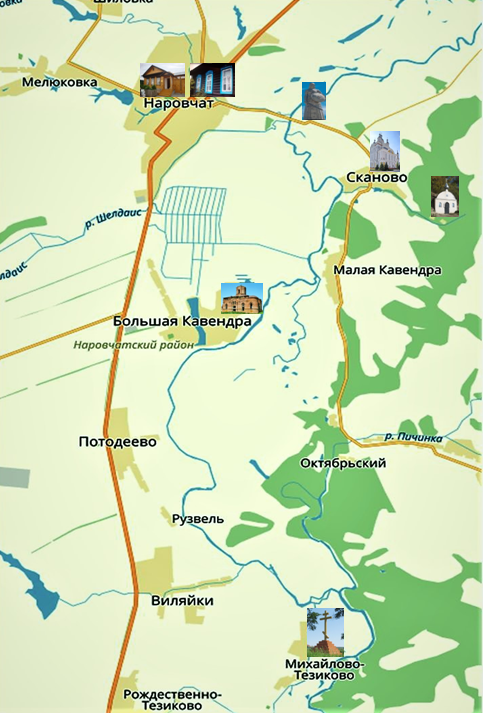 Шиловка
Мелюковка
Наровчат
Сканово
р. Шелдаис
Малая Кавендра
Большая Кавендра
Наровчатский район
Потодеево
р. Пичинка
Октябрьский
Рузвель
Виляйки
Михайлово-
Тезиково
Рождественно-
Тезиково